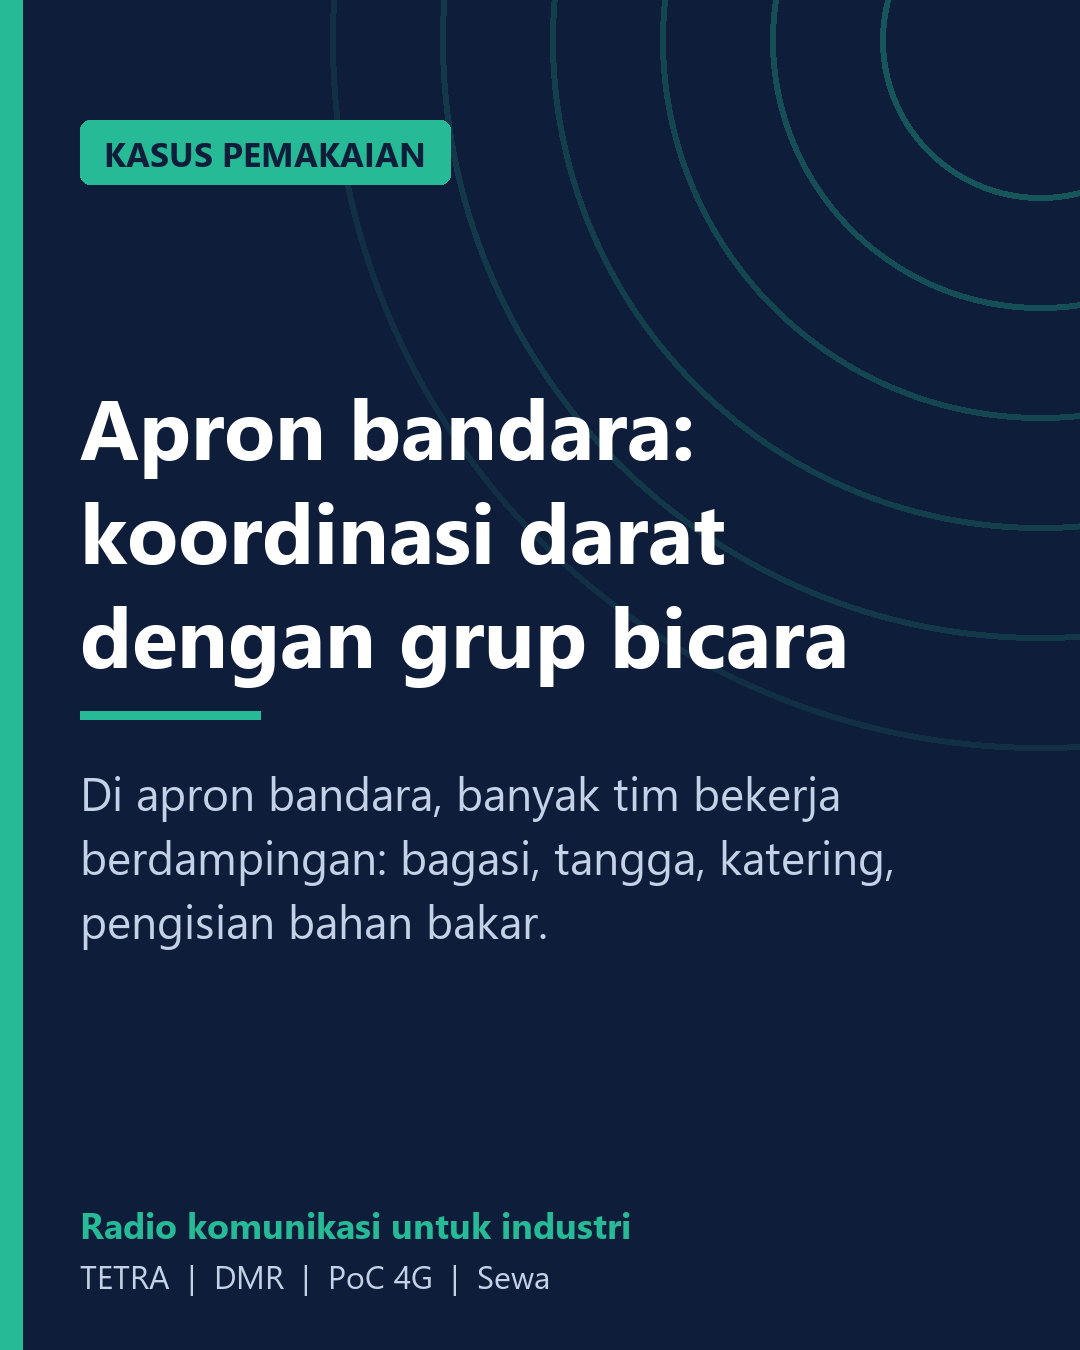 KASUS PEMAKAIAN
Apron bandara:
koordinasi darat
dengan grup bicara
Di apron bandara, banyak tim bekerja
berdampingan: bagasi, tangga, katering,
pengisian bahan bakar.
Radio komunikasi untuk industri
TETRA | DMR | PoC 4G | Sewa